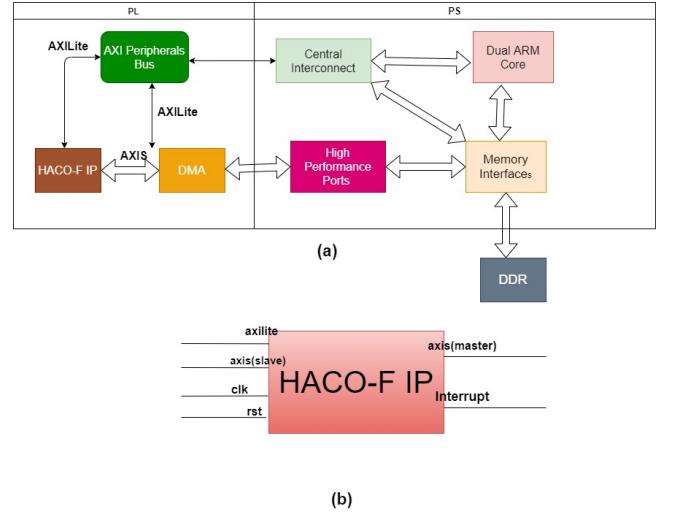 PL
PS
AXILite
AXI Peripherals
Bus
Central
Interconnect
Dual ARM
Core
AXILite
HACO-F IP
AXIS
DMA
High
Performance
Ports
Memory
Interfaces
(a)
DDR
axilite
axis(slave)
clk
rst
HACO-F IP
axis(master)
Interrupt
(b)